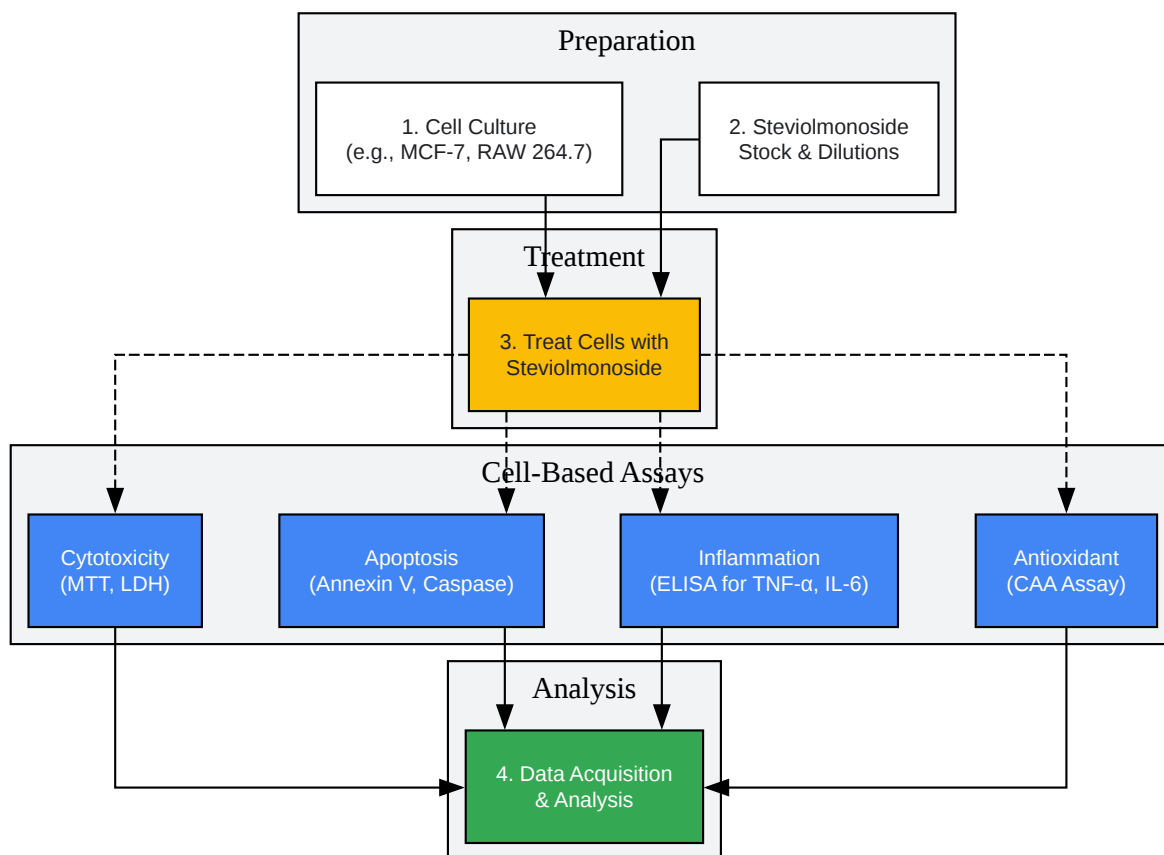 Preparation
1. Cell Culture
(e.g., MCF-7, RAW 264.7)
2. Steviolmonoside
Stock & Dilutions
Treatment
3. Treat Cells with
Steviolmonoside
Cell-Based Assays
Cytotoxicity
(MTT, LDH)
Apoptosis
(Annexin V, Caspase)
Inflammation
(ELISA for TNF-α, IL-6)
Antioxidant
(CAA Assay)
Analysis
4. Data Acquisition
& Analysis